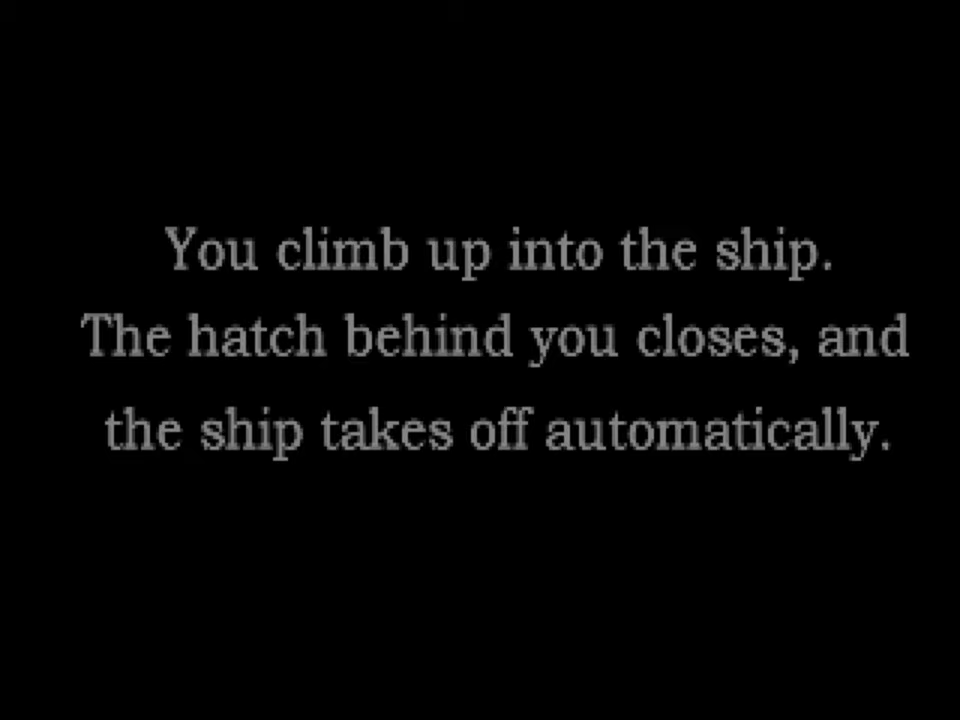 You climb up into the ship.
The hatch behind you closes, and
the ship takes off automatically.